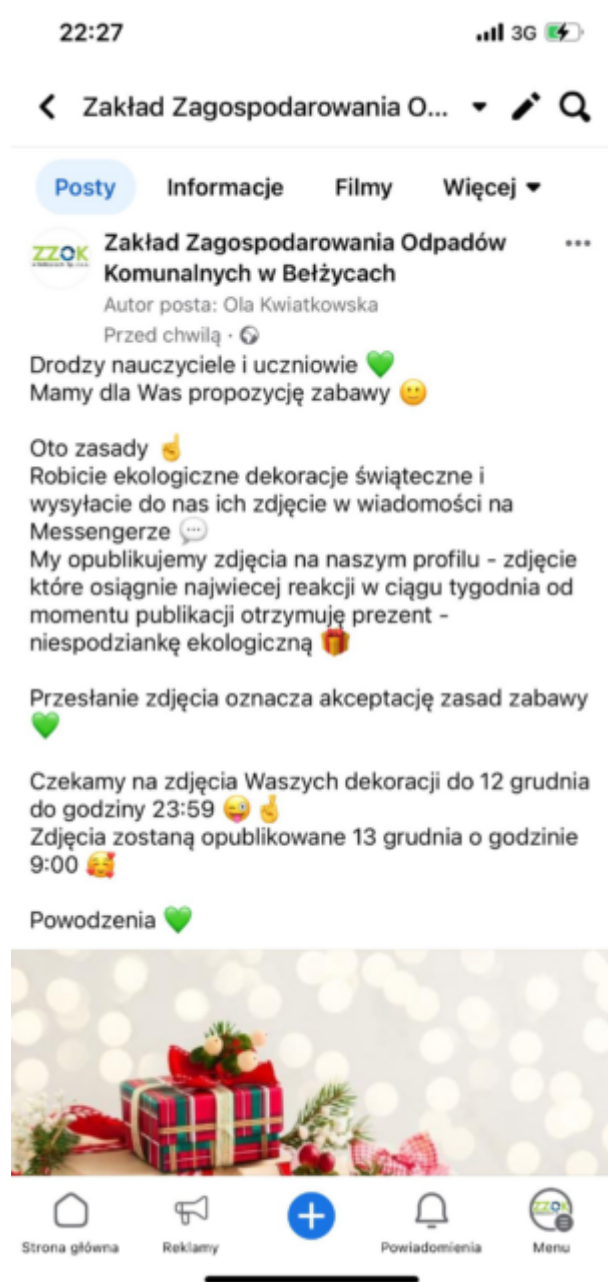 22:27
3G
Zakład Zagospodarowania O...
Posty
Informacje
Filmy
Więcej
ZZOK
Zakład Zagospodarowania Odpadów
Komunalnych w Bełżycach
Autor posta: Ola Kwiatkowska
Przed chwilą ·
Drodzy nauczyciele i uczniowie 💚
Mamy dla Was propozycję zabawy 🙂
Oto zasady ☝️
Robicie ekologiczne dekoracje świąteczne i
wysyłacie do nas ich zdjęcie w wiadomości na
Messengerze 💬
My opublikujemy zdjęcia na naszym profilu - zdjęcie
które osiągnie najwiecej reakcji w ciągu tygodnia od
momentu publikacji otrzymuję prezent -
niespodziankę ekologiczną 🎁
Przesłanie zdjęcia oznacza akceptację zasad zabawy
💚
Czekamy na zdjęcia Waszych dekoracji do 12 grudnia
do godziny 23:59 😜☝️
Zdjęcia zostaną opublikowane 13 grudnia o godzinie
9:00 🥰
Powodzenia 💚
ZZOK
Strona główna
Reklamy
Powiadomienia
Menu